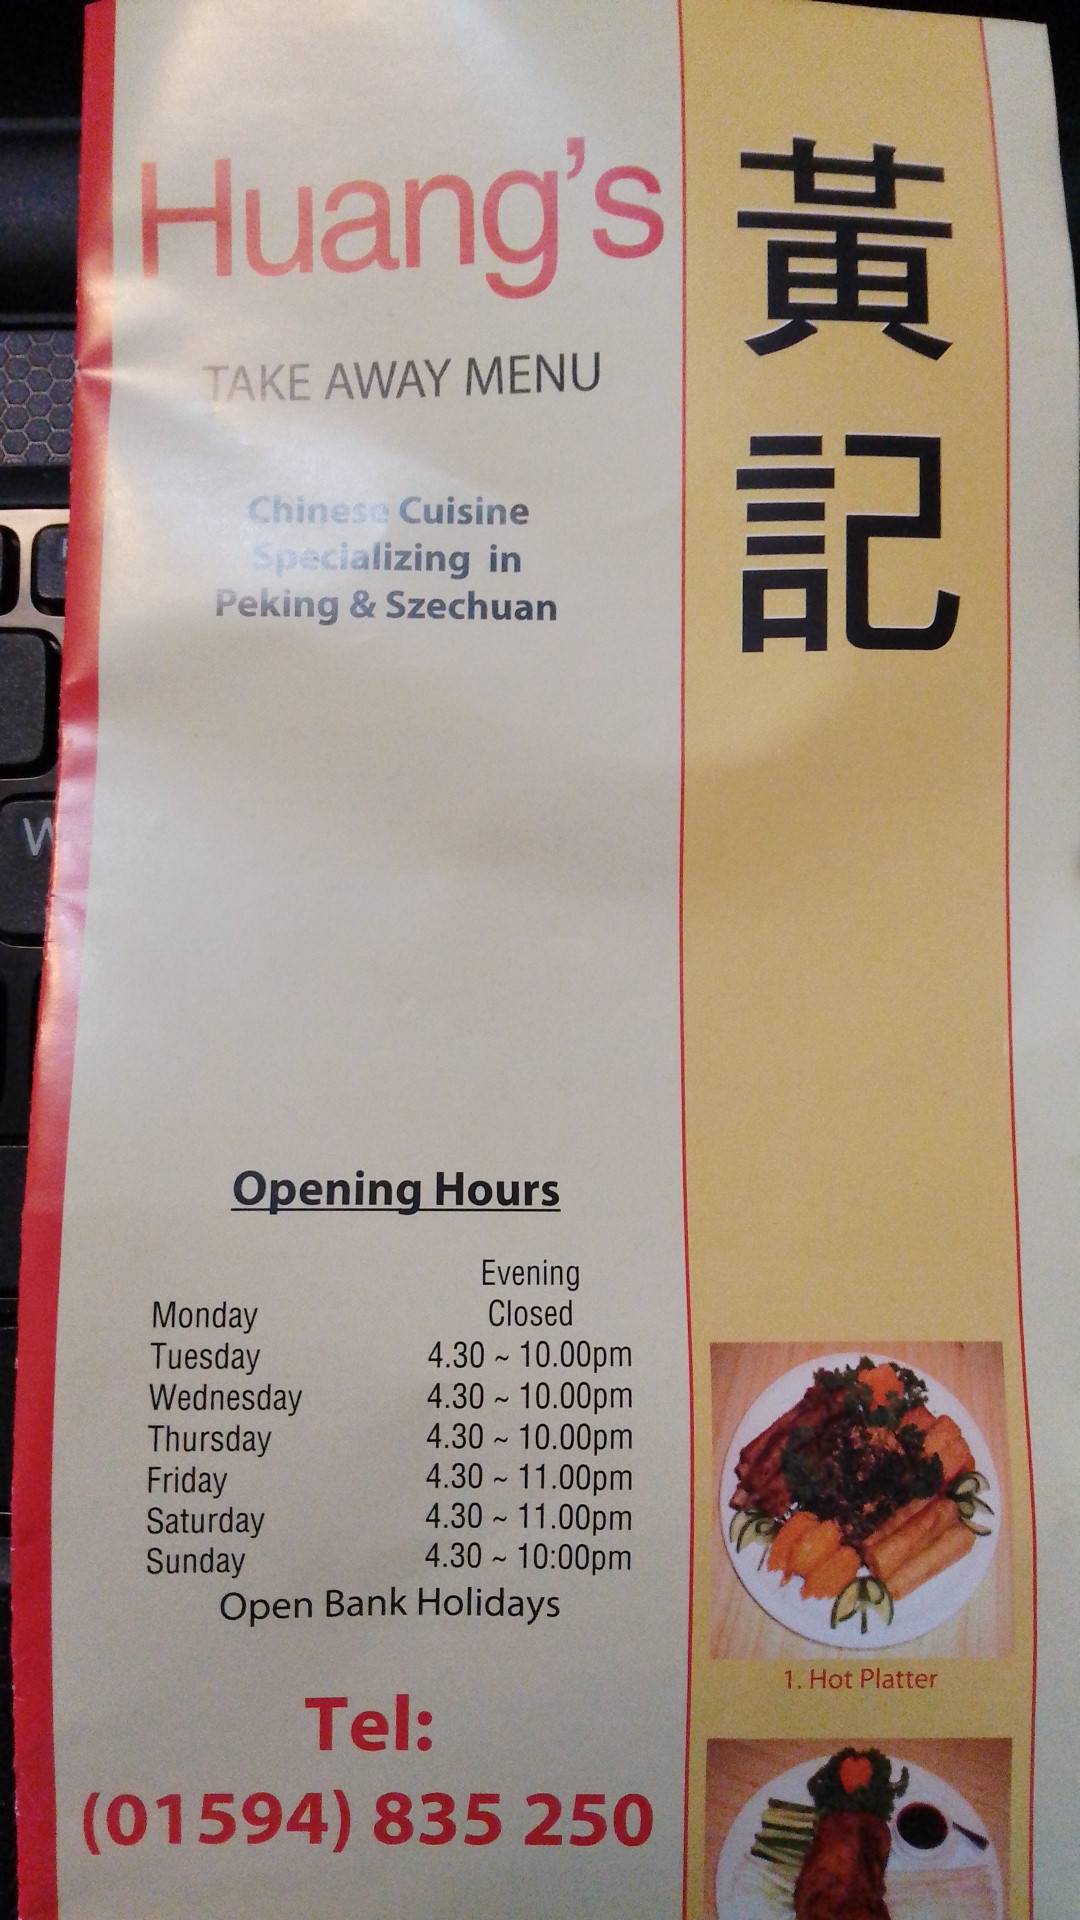 Huang's
TAKE AWAY MENU
Chinese Cuisine
Specializing in
Peking & Szechuan
黃
記
Opening Hours
Evening
Monday Closed
Tuesday 4.30 ~ 10.00pm
Wednesday 4.30 ~ 10.00pm
Thursday 4.30 ~ 10.00pm
Friday 4.30 ~ 11.00pm
Saturday 4.30 ~ 11.00pm
Sunday 4.30 ~ 10:00pm
Open Bank Holidays
Tel:
(01594) 835 250
1. Hot Platter
W